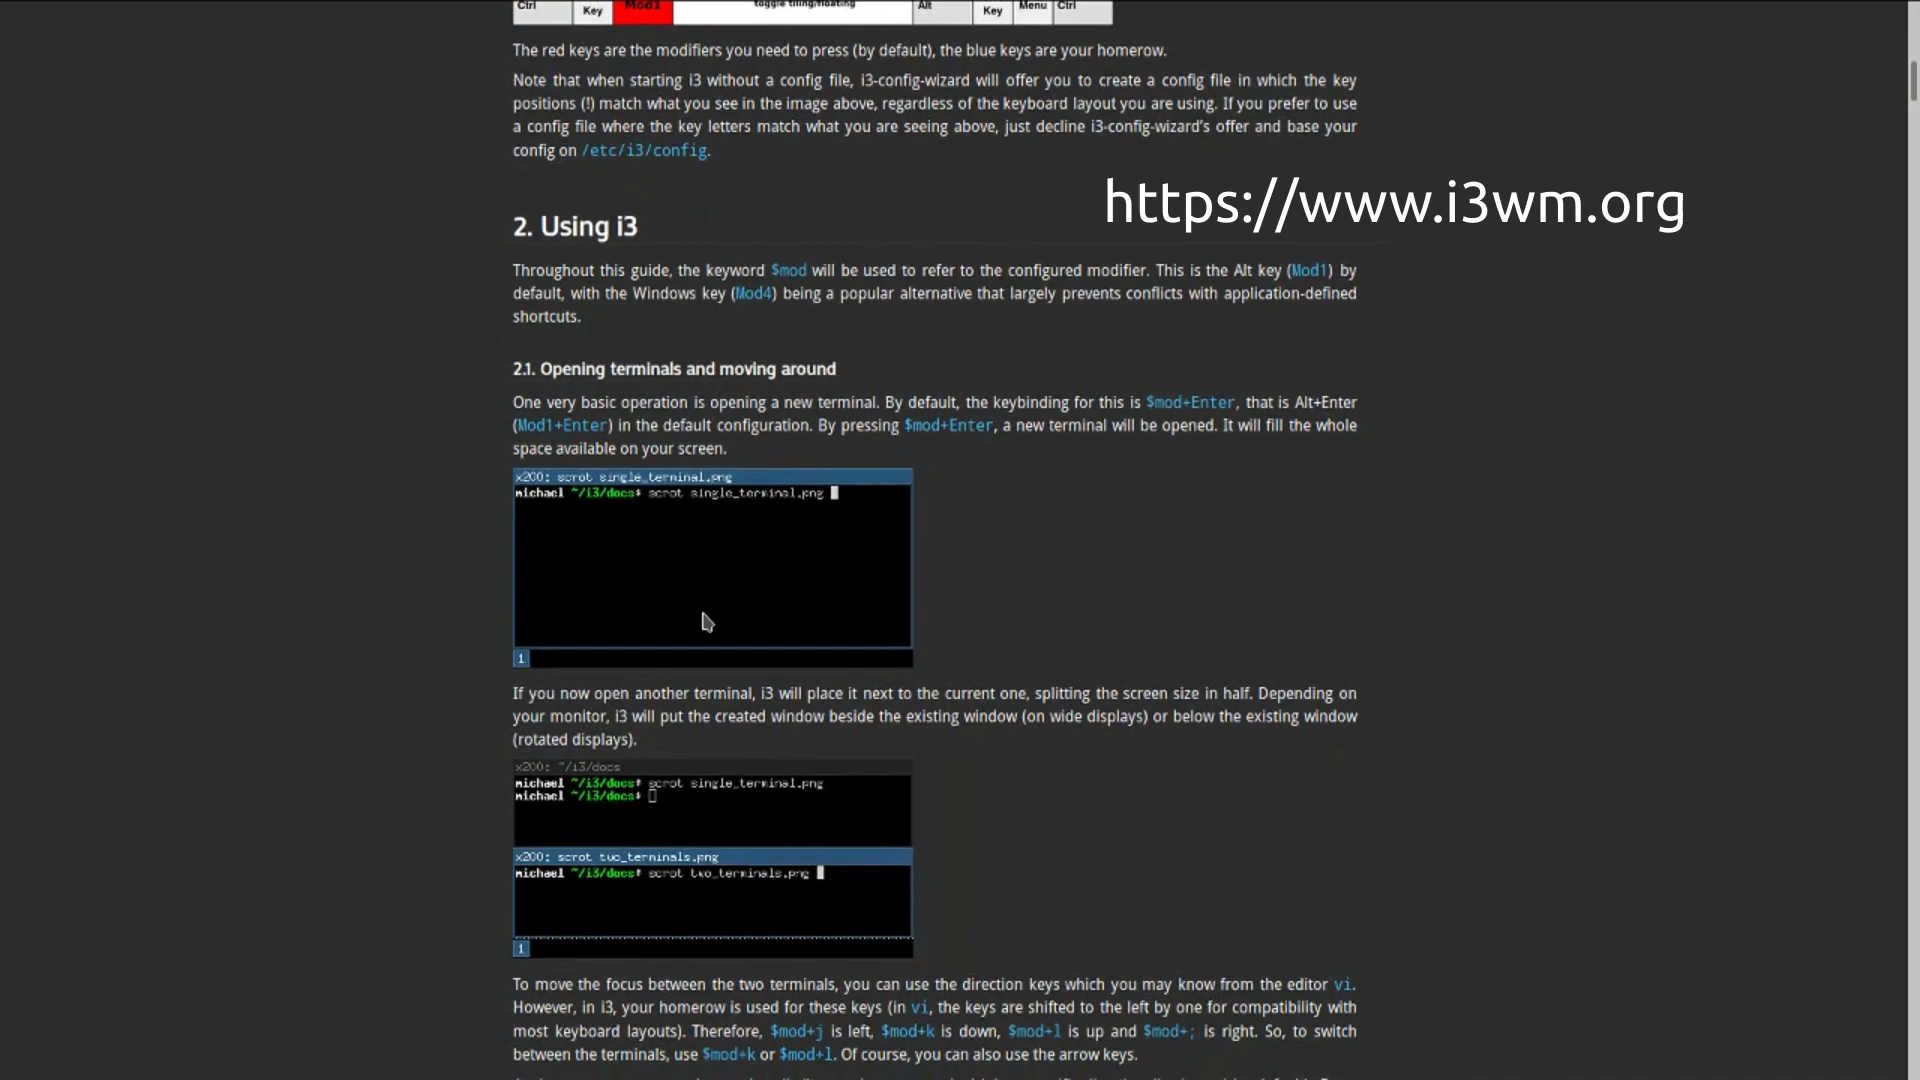 Ctrl Key Mod1 toggle tiling/floating Alt Key Menu Ctrl
The red keys are the modifiers you need to press (by default), the blue keys are your homerow.
Note that when starting i3 without a config file, i3-config-wizard will offer you to create a config file in which the key
positions (!) match what you see in the image above, regardless of the keyboard layout you are using. If you prefer to use
a config file where the key letters match what you are seeing above, just decline i3-config-wizard's offer and base your
config on /etc/i3/config.
https://www.i3wm.org
2. Using i3
Throughout this guide, the keyword $mod will be used to refer to the configured modifier. This is the Alt key (Mod1) by
default, with the Windows key (Mod4) being a popular alternative that largely prevents conflicts with application-defined
shortcuts.
2.1. Opening terminals and moving around
One very basic operation is opening a new terminal. By default, the keybinding for this is $mod+Enter, that is Alt+Enter
(Mod1+Enter) in the default configuration. By pressing $mod+Enter, a new terminal will be opened. It will fill the whole
space available on your screen.
x200: scrot single_terminal.png
michael ~/i3/docs$ scrot single_terminal.png
1
If you now open another terminal, i3 will place it next to the current one, splitting the screen size in half. Depending on
your monitor, i3 will put the created window beside the existing window (on wide displays) or below the existing window
(rotated displays).
x200: ~/i3/docs
michael ~/i3/docs$ scrot single_terminal.png
michael ~/i3/docs$
x200: scrot two_terminals.png
michael ~/i3/docs$ scrot two_terminals.png
1
To move the focus between the two terminals, you can use the direction keys which you may know from the editor vi.
However, in i3, your homerow is used for these keys (in vi, the keys are shifted to the left by one for compatibility with
most keyboard layouts). Therefore, $mod+j is left, $mod+k is down, $mod+l is up and $mod+; is right. So, to switch
between the terminals, use $mod+k or $mod+l. Of course, you can also use the arrow keys.